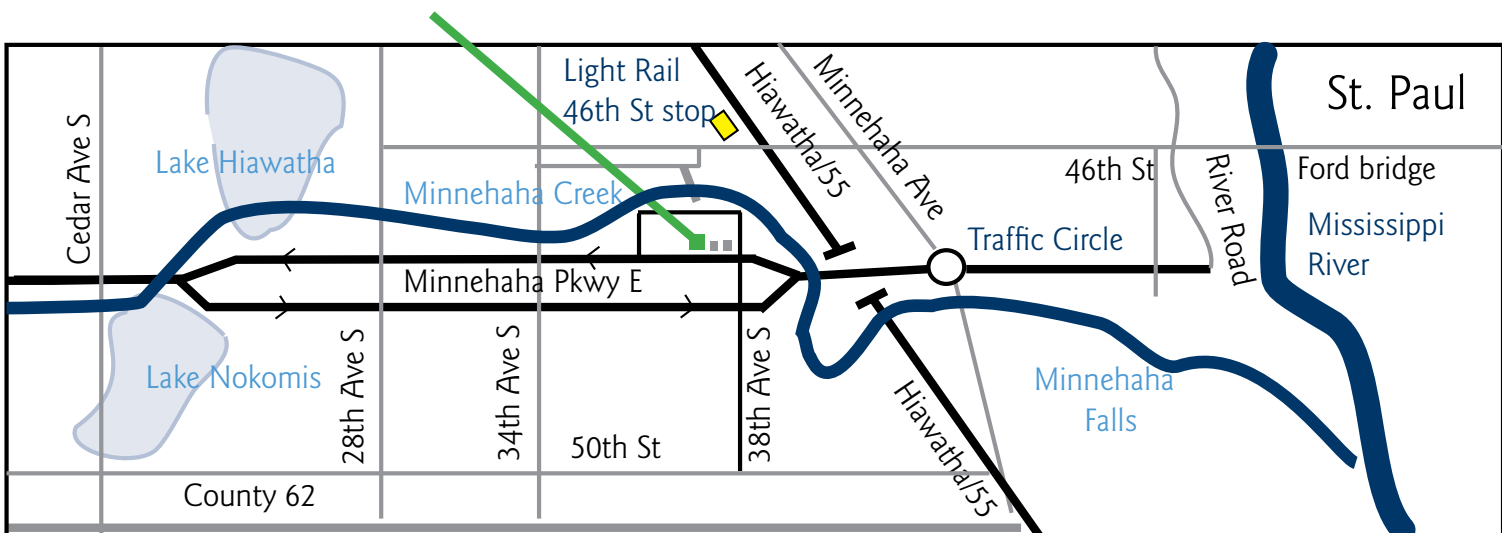 Light Rail
46th St stop
Hiawatha/55
Minnehaha Ave
St. Paul
Cedar Ave S
Lake Hiawatha
Minnehaha Creek
46th St
River Road
Ford bridge
Mississippi
River
Traffic Circle
Minnehaha Pkwy E
Lake Nokomis
28th Ave S
34th Ave S
50th St
38th Ave S
Hiawatha/55
Minnehaha
Falls
County 62